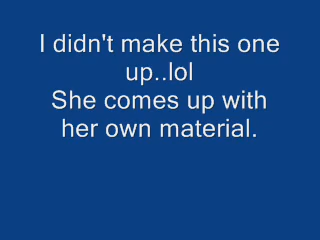 I didn't make this one
up..lol
She comes up with
her own material.